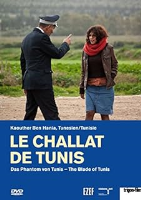 Kaouther Ben Hania, Tunesien/Tunisie
LE CHALLAT
DE TUNIS
Das Phantom von Tunis – The Blade of Tunis
DVD
EZEF
trigon-film